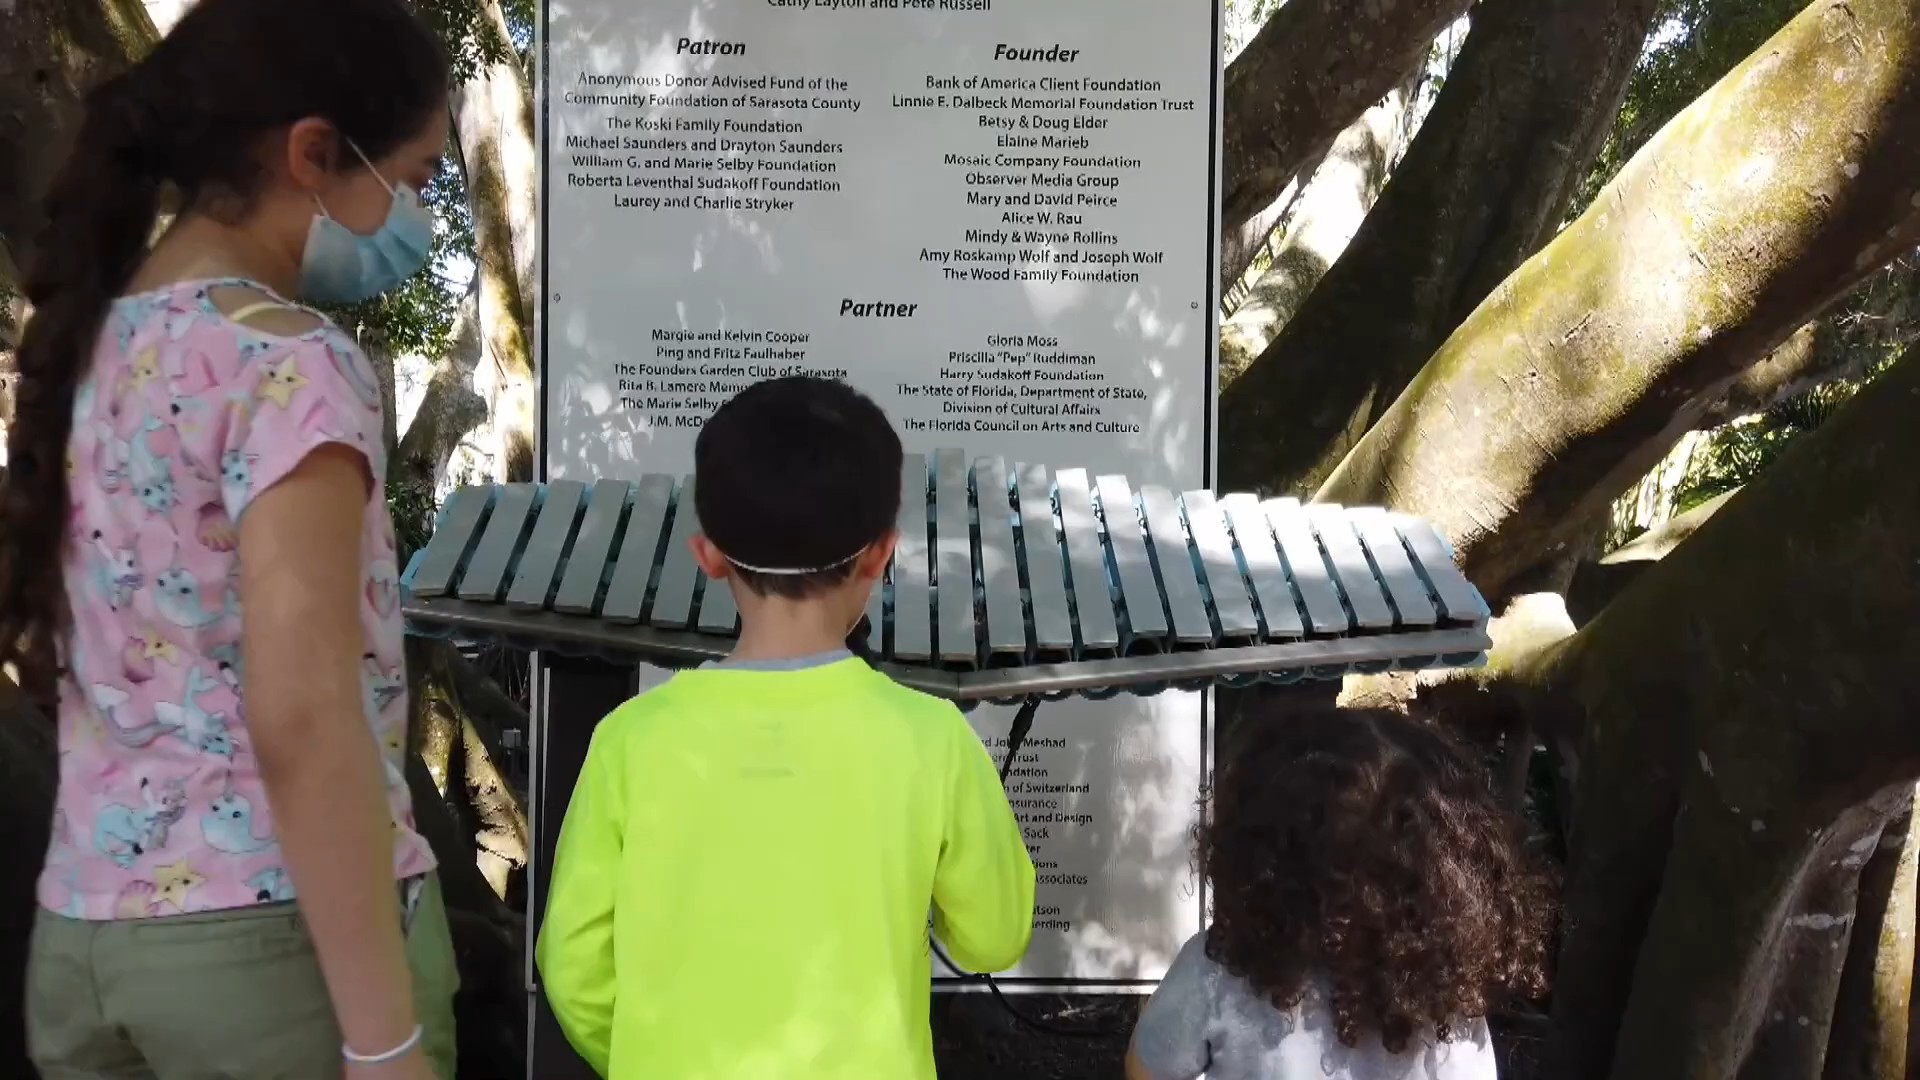 Cathy Layton and Pete Russell
Patron
Anonymous Donor Advised Fund of the
Community Foundation of Sarasota County
The Koski Family Foundation
Michael Saunders and Drayton Saunders
William G. and Marie Selby Foundation
Roberta Leventhal Sudakoff Foundation
Laurey and Charlie Stryker
Founder
Bank of America Client Foundation
Linnie E. Dalbeck Memorial Foundation Trust
Betsy & Doug Elder
Elaine Marieb
Mosaic Company Foundation
Observer Media Group
Mary and David Peirce
Alice W. Rau
Mindy & Wayne Rollins
Amy Roskamp Wolf and Joseph Wolf
The Wood Family Foundation
Partner
Margie and Kelvin Cooper
Ping and Fritz Faulhaber
The Founders Garden Club of Sarasota
Rita B. Lamere
The Marie Selby
J.M.
Gloria Moss
Priscilla "Pep" Ruddiman
Harry Sudakoff Foundation
The State of Florida, Department of State,
Division of Cultural Affairs
The Florida Council on Arts and Culture
Meshad
Trust
of Switzerland
Art and Design
Sack
Associates